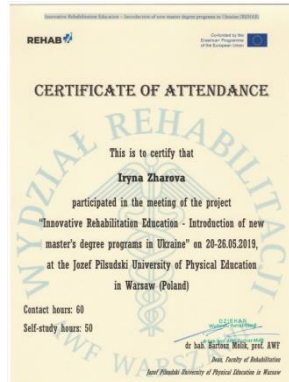 Innovative Rehabilitation Education - Introduction of new master degree programs in Ukraine (REHAB)
REHAB
Co-funded by the
Erasmus+ Programme
of the European Union
CERTIFICATE OF ATTENDANCE
WYDZIAŁ REHABILITACJI
AWF WARSZ
This is to certify that
Iryna Zharova
participated in the meeting of the project
"Innovative Rehabilitation Education - Introduction of new
master's degree programs in Ukraine" on 20-26.05.2019,
at the Jozef Pilsudski University of Physical Education
in Warsaw (Poland)
Contact hours: 60
Self-study hours: 50
DZIEKAN
dr hab. Bartosz Molik, prof. AWF
Dean, Faculty of Rehabilitation
Jozef Pilsudski University of Physical Education in Warsaw